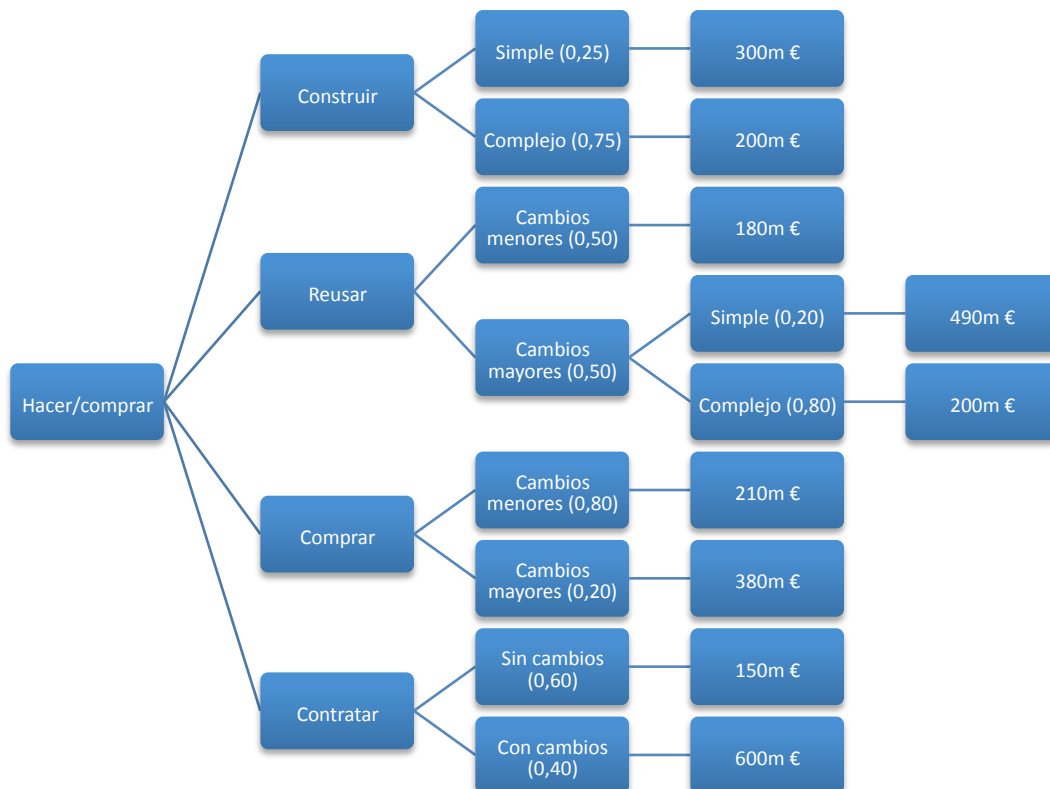 Simple (0,25)
300m €
Construir
Complejo (0,75)
200m €
Cambios
menores (0,50)
180m €
Reusar
Simple (0,20)
490m €
Cambios
mayores (0,50)
Hacer/comprar
Complejo (0,80)
200m €
Cambios
menores (0,80)
210m €
Comprar
Cambios
mayores (0,20)
380m €
Sin cambios
(0,60)
150m €
Contratar
Con cambios
(0,40)
600m €